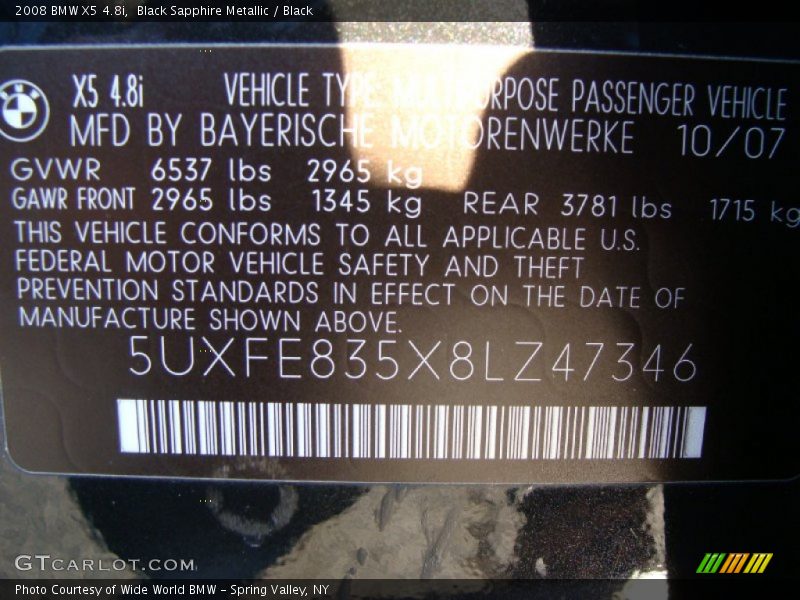 2008 BMW X5 4.8i, Black Sapphire Metallic / Black
X5 4.8i VEHICLE TYPE: MULTIPURPOSE PASSENGER VEHICLE
MFD BY BAYERISCHE MOTORENWERKE 10/07
GVWR 6537 lbs 2965 kg
GAWR FRONT 2965 lbs 1345 kg REAR 3781 lbs 1715 kg
THIS VEHICLE CONFORMS TO ALL APPLICABLE U.S.
FEDERAL MOTOR VEHICLE SAFETY AND THEFT
PREVENTION STANDARDS IN EFFECT ON THE DATE OF
MANUFACTURE SHOWN ABOVE.
5UXFE835X8LZ47346
GTCARLOT.COM
Photo Courtesy of Wide World BMW - Spring Valley, NY